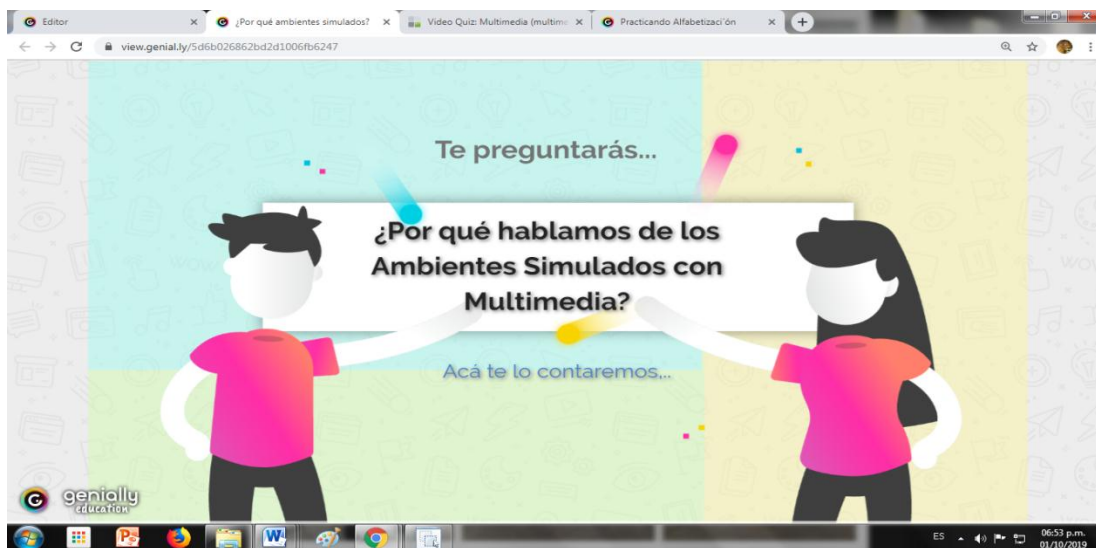 Editor
¿Por qué ambientes simulados?
Video Quiz: Multimedia (multime
Practicando Alfabetizaci´ón
view.genial.ly/5d6b026862bd2d1006fb6247
Te preguntarás...
¿Por qué hablamos de los
Ambientes Simulados con
Multimedia?
Acá te lo contaremos,..
genially
education
ES
06:53 p.m.
01/10/2019